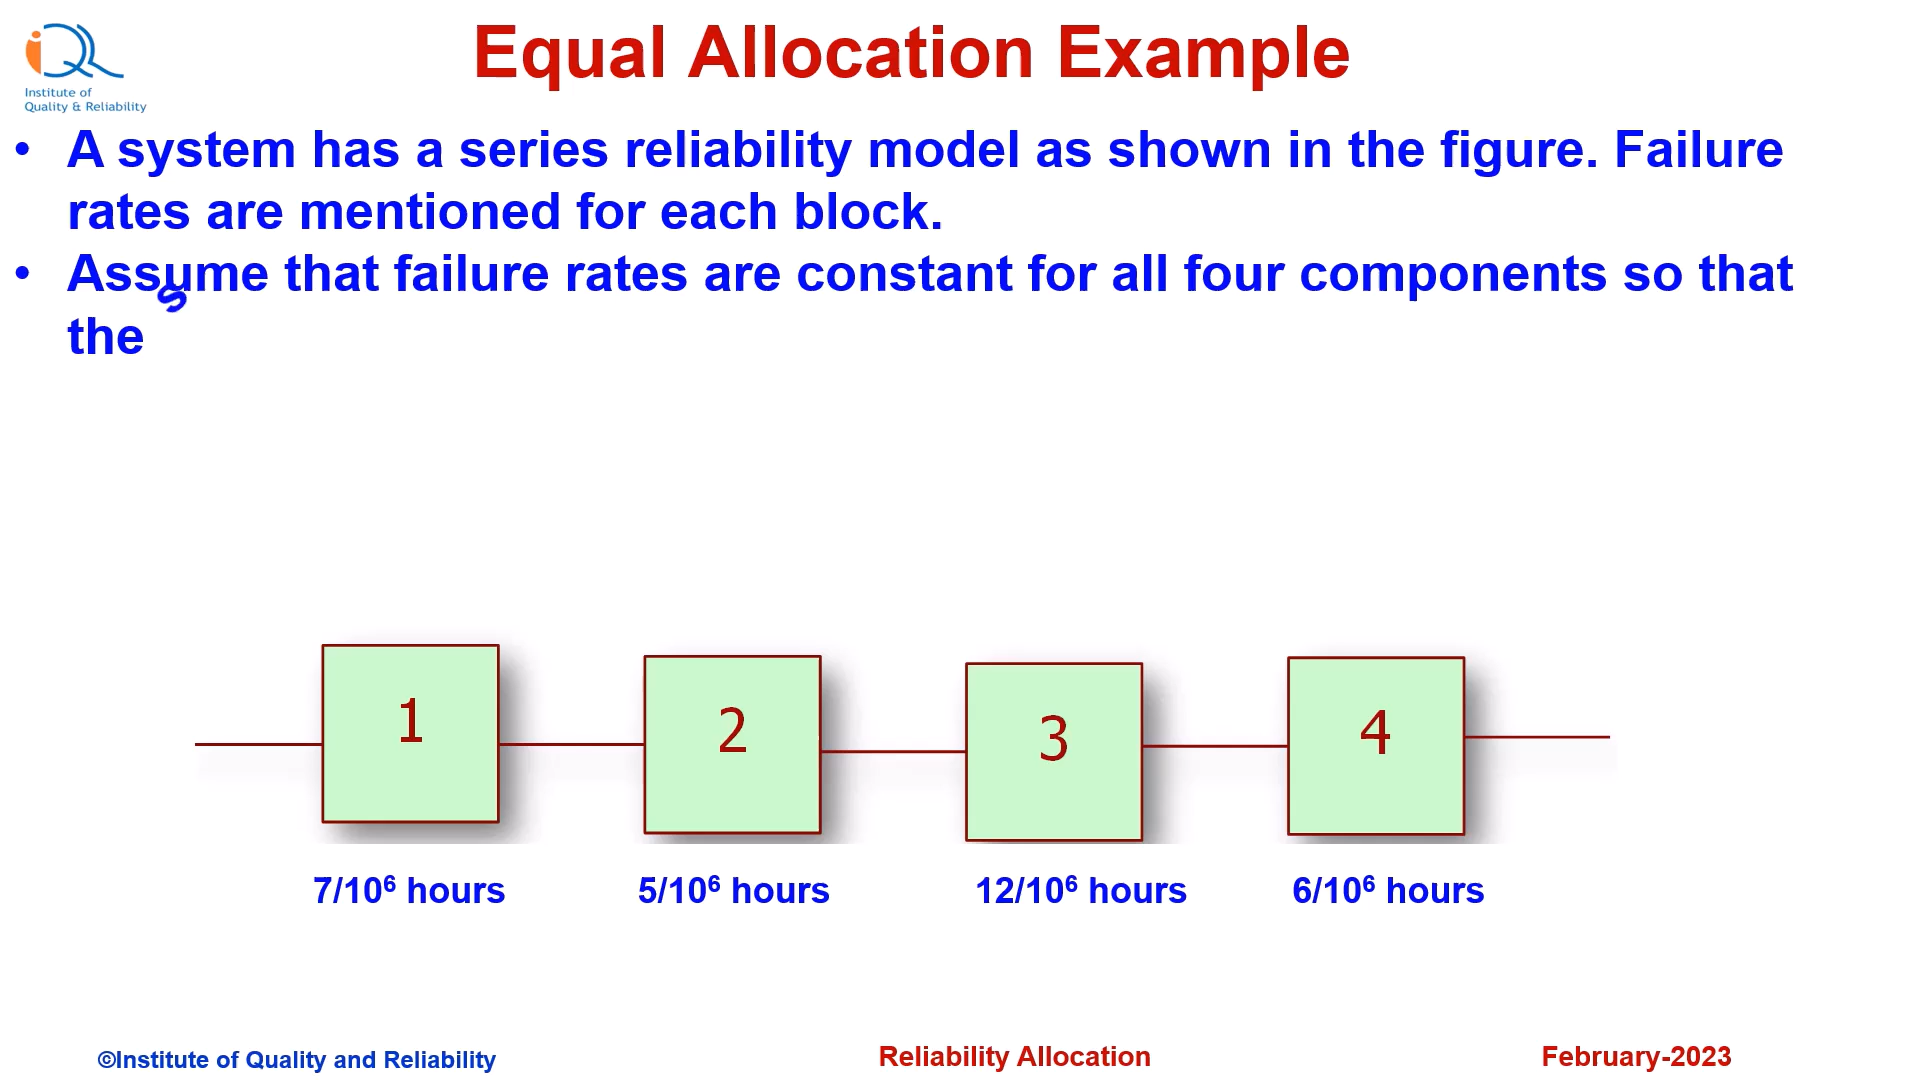 Equal Allocation Example
iQR
Institute of
Quality & Reliability
• A system has a series reliability model as shown in the figure. Failure
rates are mentioned for each block.
• Assume that failure rates are constant for all four components so that
the s
1 2 3 4
7/10⁶ hours 5/10⁶ hours 12/10⁶ hours 6/10⁶ hours
©Institute of Quality and Reliability Reliability Allocation February-2023